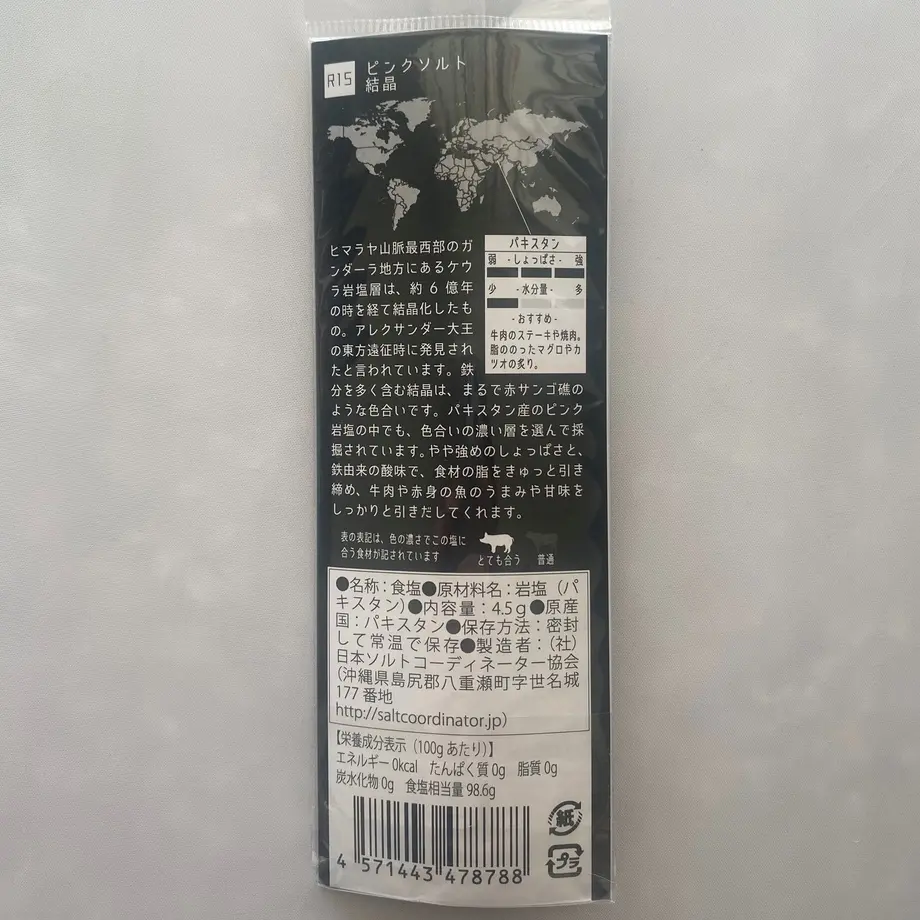 R15
ピンクソルト
結晶
パキスタン
弱 -しょっぱさ- 強
少 -水分量- 多
-おすすめ-
牛肉のステーキや焼肉。
脂ののったマグロやカ
ツオの炙り。
ヒマラヤ山脈最西部のガ
ンダーラ地方にあるケウ
ラ岩塩層は、約6億年
の時を経て結晶化したも
の。アレクサンダー大王
の東方遠征時に発見され
たと言われています。鉄
分を多く含む結晶は、まるで赤サンゴ礁の
ような色合いです。パキスタン産のピンク
岩塩の中でも、色合いの濃い層を選んで採
掘されています。やや強めのしょっぱさと、
鉄由来の酸味で、食材の脂をきゅっと引き
締め、牛肉や赤身の魚のうまみや甘味を
しっかりと引きだしてくれます。
表の表記は、色の濃さでこの塩に
合う食材が記されています
とても合う 普通
●名称：食塩●原材料名：岩塩（パ
キスタン）●内容量：4.5g●原産
国：パキスタン●保存方法：密封
して常温で保存●製造者：（社）
日本ソルトコーディネーター協会
（沖縄県島尻郡八重瀬町字世名城
177番地
http://saltcoordinator.jp）
【栄養成分表示（100gあたり）】
エネルギー0kcal たんぱく質0g 脂質0g
炭水化物0g 食塩相当量98.6g
4 571443 478788
紙
プラ